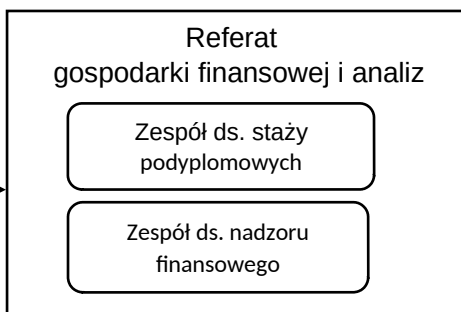 Referat
gospodarki finansowej i analiz
Zespół ds. staży
podyplomowych
Zespół ds. nadzoru
finansowego